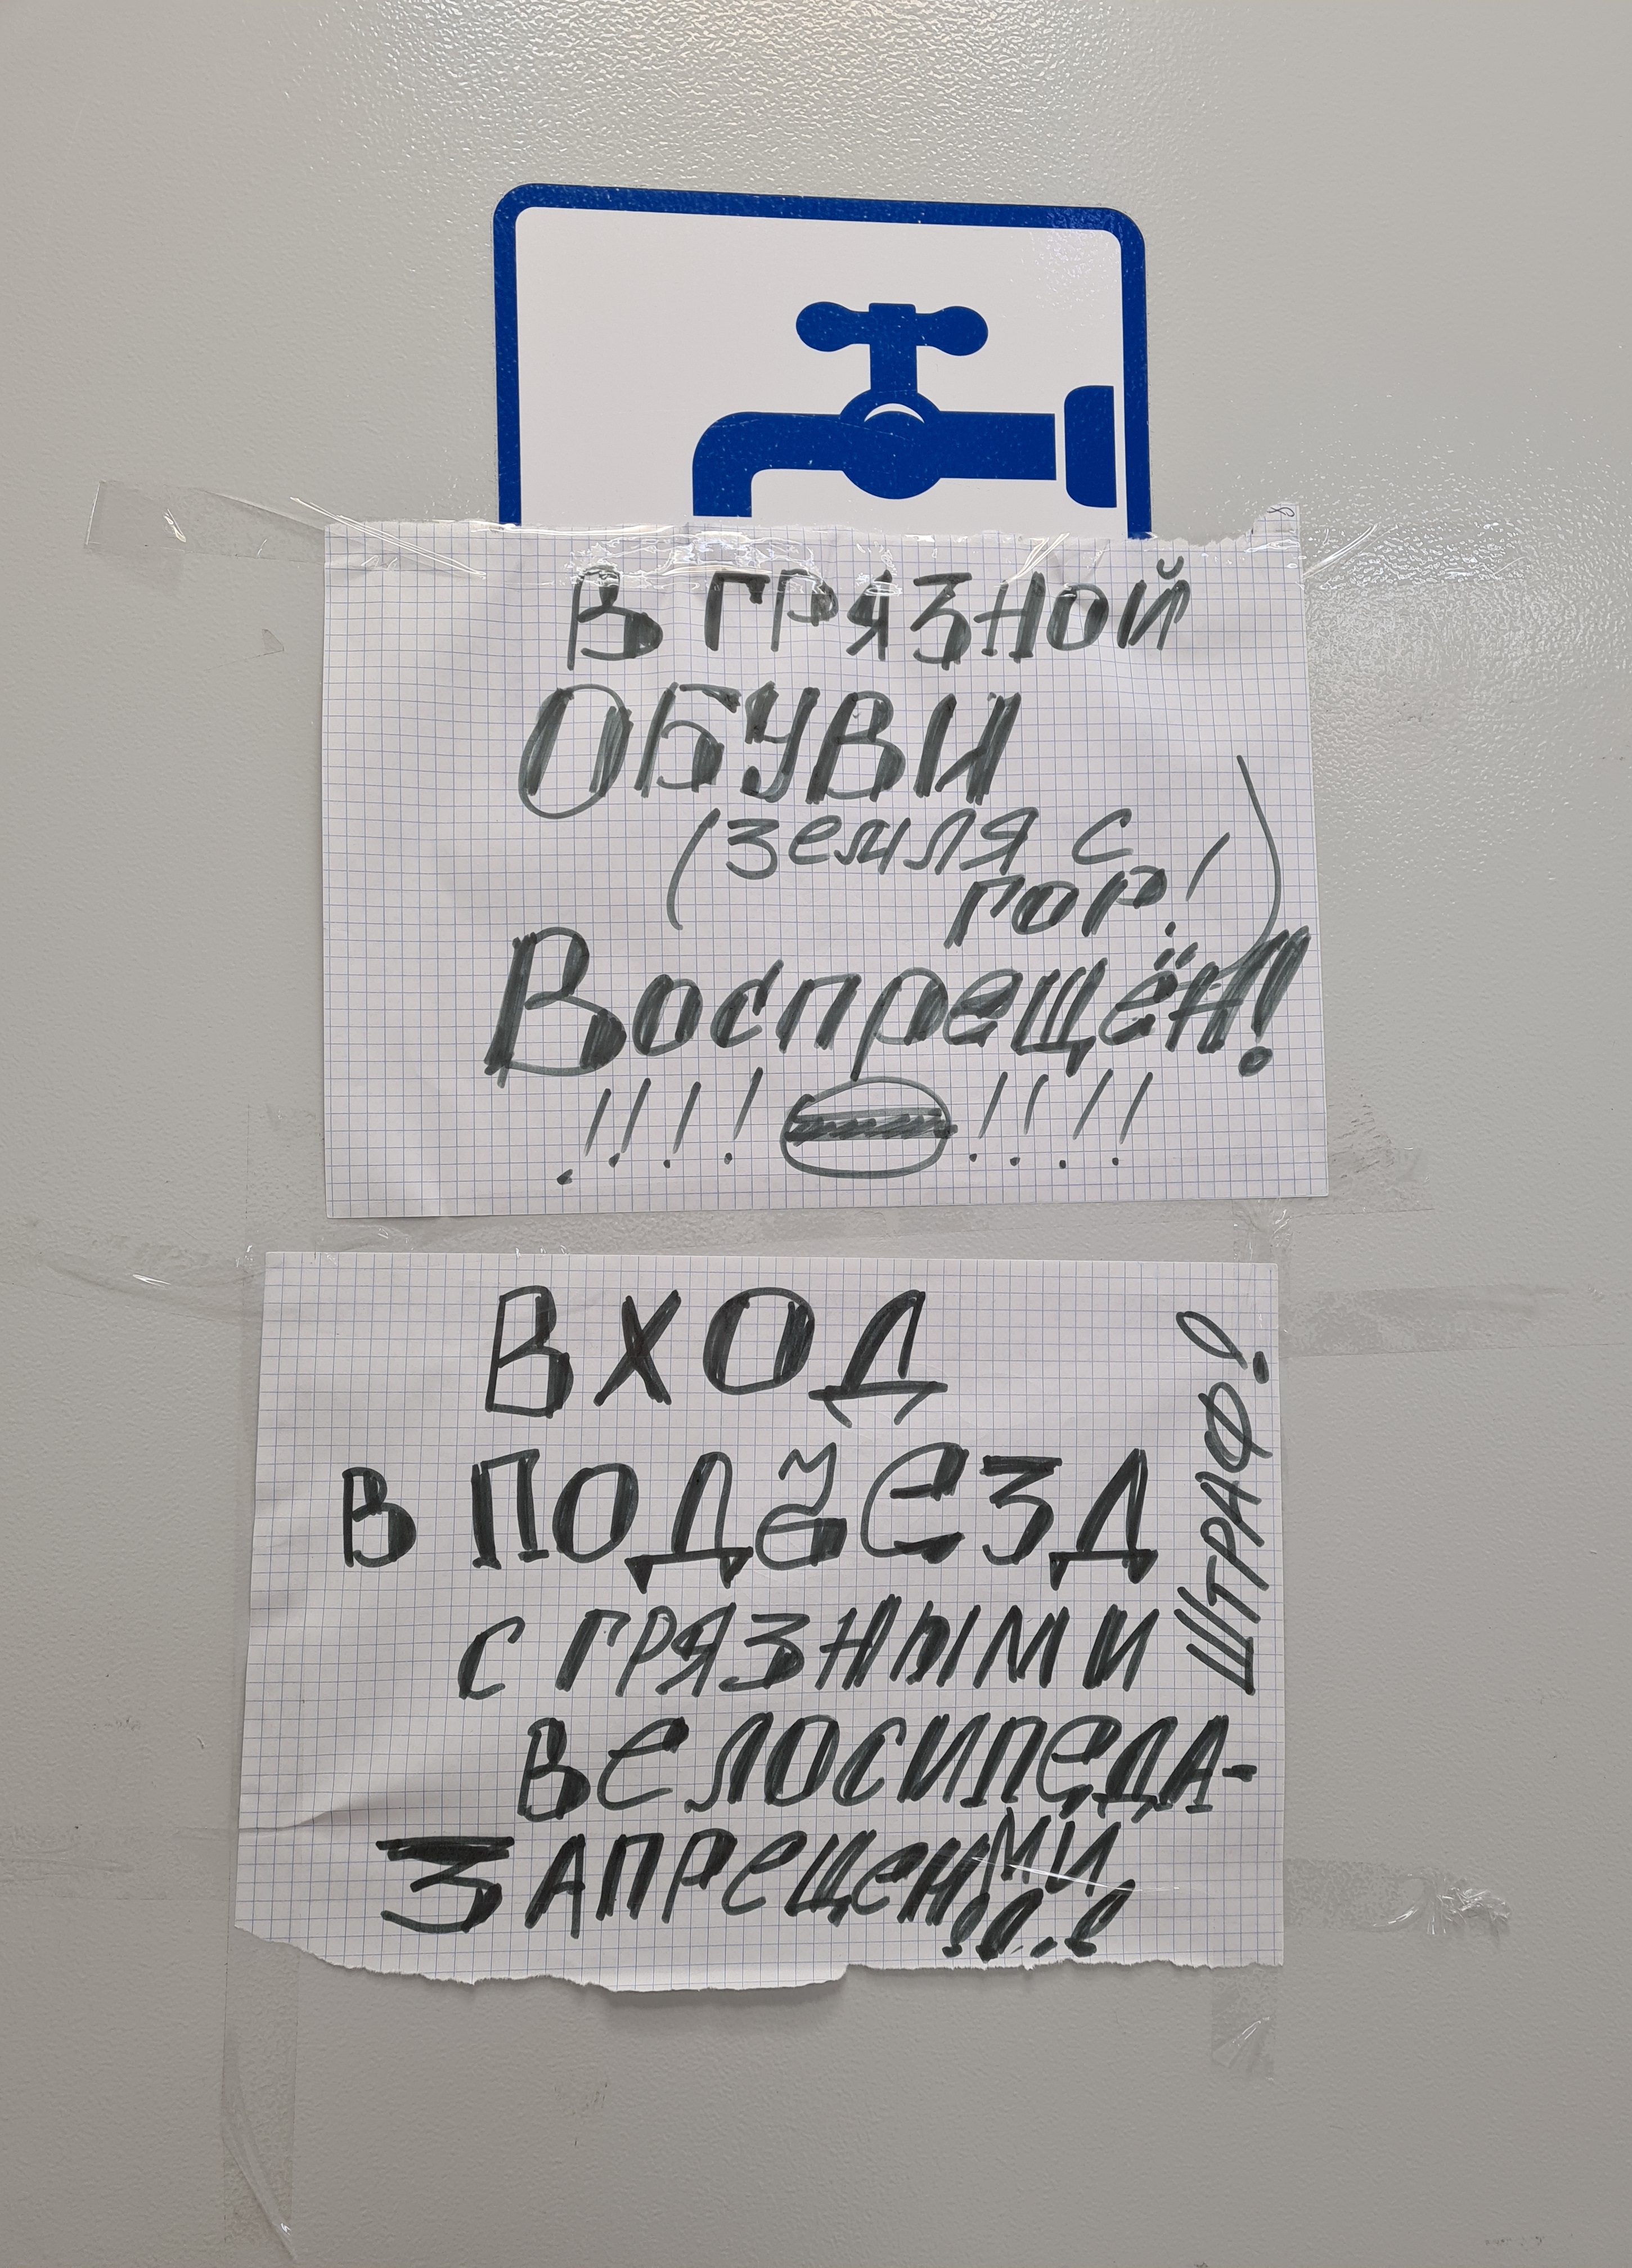 В ГРЯЗНОЙ
ОБУВИ
(Земля с
ГОР!)
Воспрещён!!
!!!! !!!!
ВХОД
В ПОДЪЕЗД
С ГРЯЗНЫМИ
ВЕЛОСИПЕДА-
МИ
ЗАПРЕЩЕН!!!!
ШТРАФ!